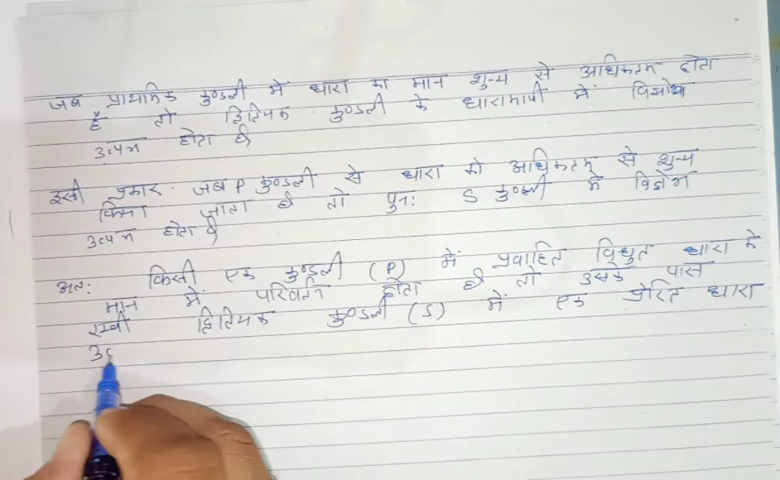 जब प्राथमिक कुण्डली में धारा का मान शुन्य से अधिकतम होता
है तो द्वितियक कुण्डली के धारामापी में विक्षेप
उत्पन्न होता है
इसी प्रकार जब P कुण्डली से धारा को अधिकतम से शुन्य
किया जाता है तो पुन: S कुण्डली में विक्षेप
उत्पन्न होता है
अत: किसी एक कुण्डली (P) में प्रवाहित विधुत धारा के
मान में परिवर्तन होता है तो उसके पास
रखी द्वितियक कुण्डली (S) में एक प्रेरित धारा